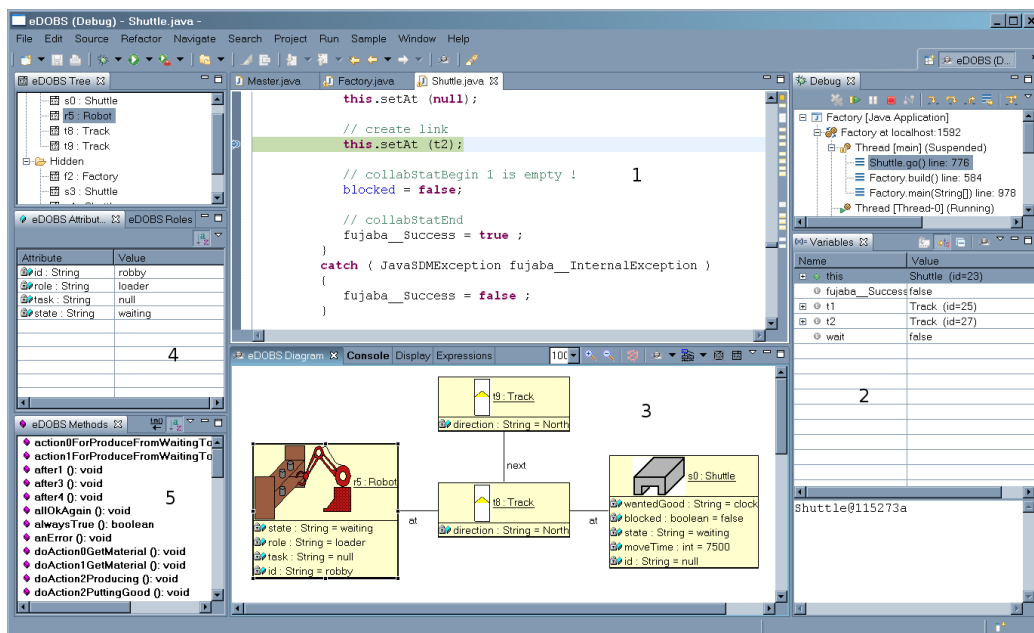 eDOBS (Debug) - Shuttle.java -
File Edit Source Refactor Navigate Search Project Run Sample Window Help
eDOBS (D...
eDOBS Tree
s0 : Shuttle
r5 : Robot
t8 : Track
t9 : Track
Hidden
f2 : Factory
s3 : Shuttle
eDOBS Attribut... eDOBS Roles
Attribute Value
id : String robby
role : String loader
task : String null
state : String waiting
4
eDOBS Methods
action0ForProduceFromWaitingTo
action1ForProduceFromWaitingTo
after1 (): void
after3 (): void
after4 (): void
allOkAgain (): void
alwaysTrue (): boolean
anError (): void
doAction0GetMaterial (): void
doAction1GetMaterial (): void
doAction2Producing (): void
doAction2PuttingGood (): void
5
Master.java Factory.java Shuttle.java
this.setAt (null);
// create link
this.setAt (t2);
// collabStatBegin 1 is empty !
blocked = false;
// collabStatEnd
fujaba__Success = true ;
}
catch ( JavaSDMException fujaba__InternalException )
{
fujaba__Success = false ;
}
1
eDOBS Diagram Console Display Expressions 100
t9 : Track
direction : String = North
3
next
r5 : Robot
state : String = waiting
role : String = loader
task : String = null
id : String = robby
at
t8 : Track
direction : String = North
at
s0 : Shuttle
wantedGood : String = clock
blocked : boolean = false
state : String = waiting
moveTime : int = 7500
id : String = null
Debug
Factory [Java Application]
Factory at localhost:1592
Thread [main] (Suspended)
Shuttle.go() line: 776
Factory.build() line: 584
Factory.main(String[]) line: 978
Thread [Thread-0] (Running)
(x)= Variables
Name Value
this Shuttle (id=23)
fujaba__Success false
t1 Track (id=25)
t2 Track (id=27)
wait false
2
Shuttle@115273a